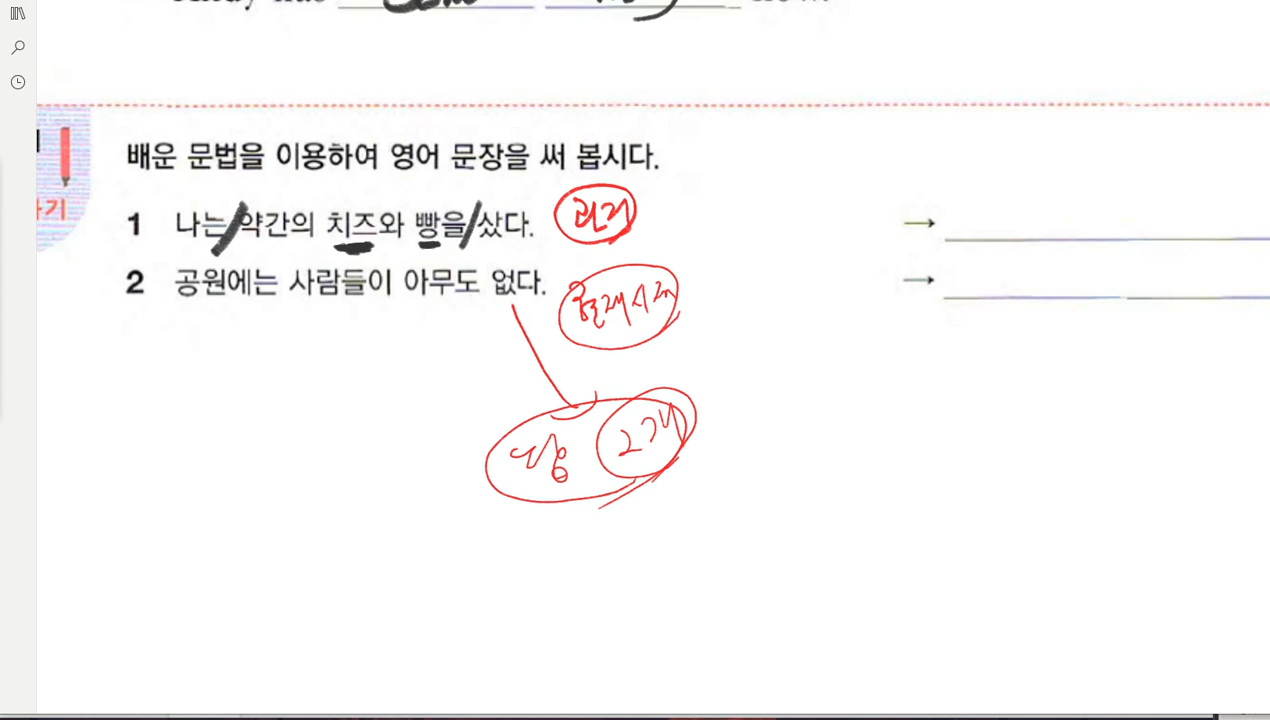 배운 문법을 이용하여 영어 문장을 써 봅시다.
1 나는/약간의 치즈와 빵을/샀다. 과거 →
2 공원에는 사람들이 아무도 없다. 현재시제 →
2개